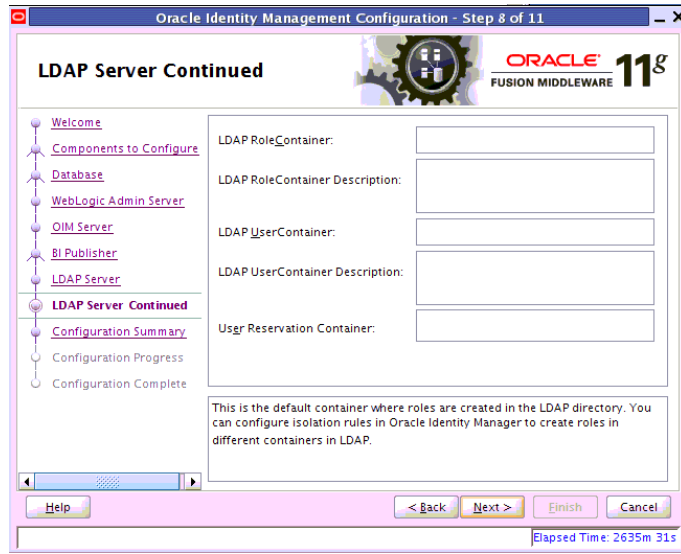 Oracle Identity Management Configuration - Step 8 of 11
LDAP Server Continued
ORACLE
FUSION MIDDLEWARE 11g
Welcome
Components to Configure
Database
WebLogic Admin Server
OIM Server
BI Publisher
LDAP Server
LDAP Server Continued
Configuration Summary
Configuration Progress
Configuration Complete
LDAP RoleContainer:
LDAP RoleContainer Description:
LDAP UserContainer:
LDAP UserContainer Description:
User Reservation Container:
This is the default container where roles are created in the LDAP directory. You
can configure isolation rules in Oracle Identity Manager to create roles in
different containers in LDAP.
Help
< Back
Next >
Finish
Cancel
Elapsed Time: 2635m 31s